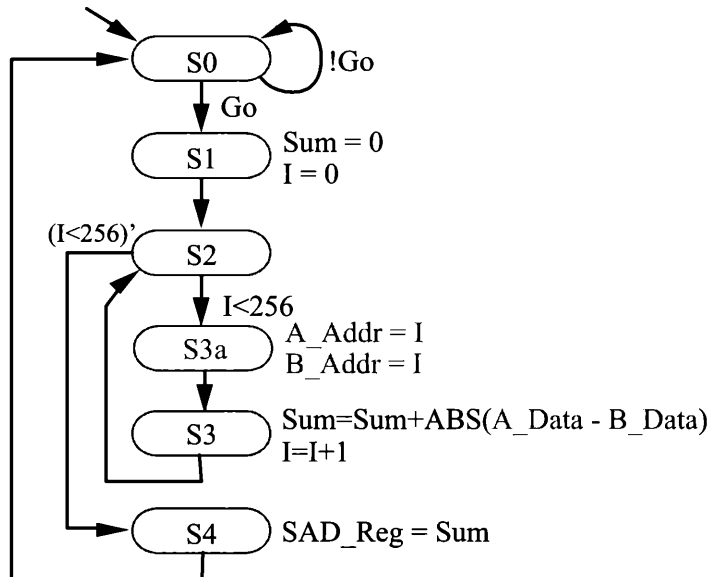 S0
!Go
Go
S1
Sum = 0
I = 0
(I<256)’
S2
I<256
S3a
A_Addr = I
B_Addr = I
S3
Sum=Sum+ABS(A_Data - B_Data)
I=I+1
S4
SAD_Reg = Sum